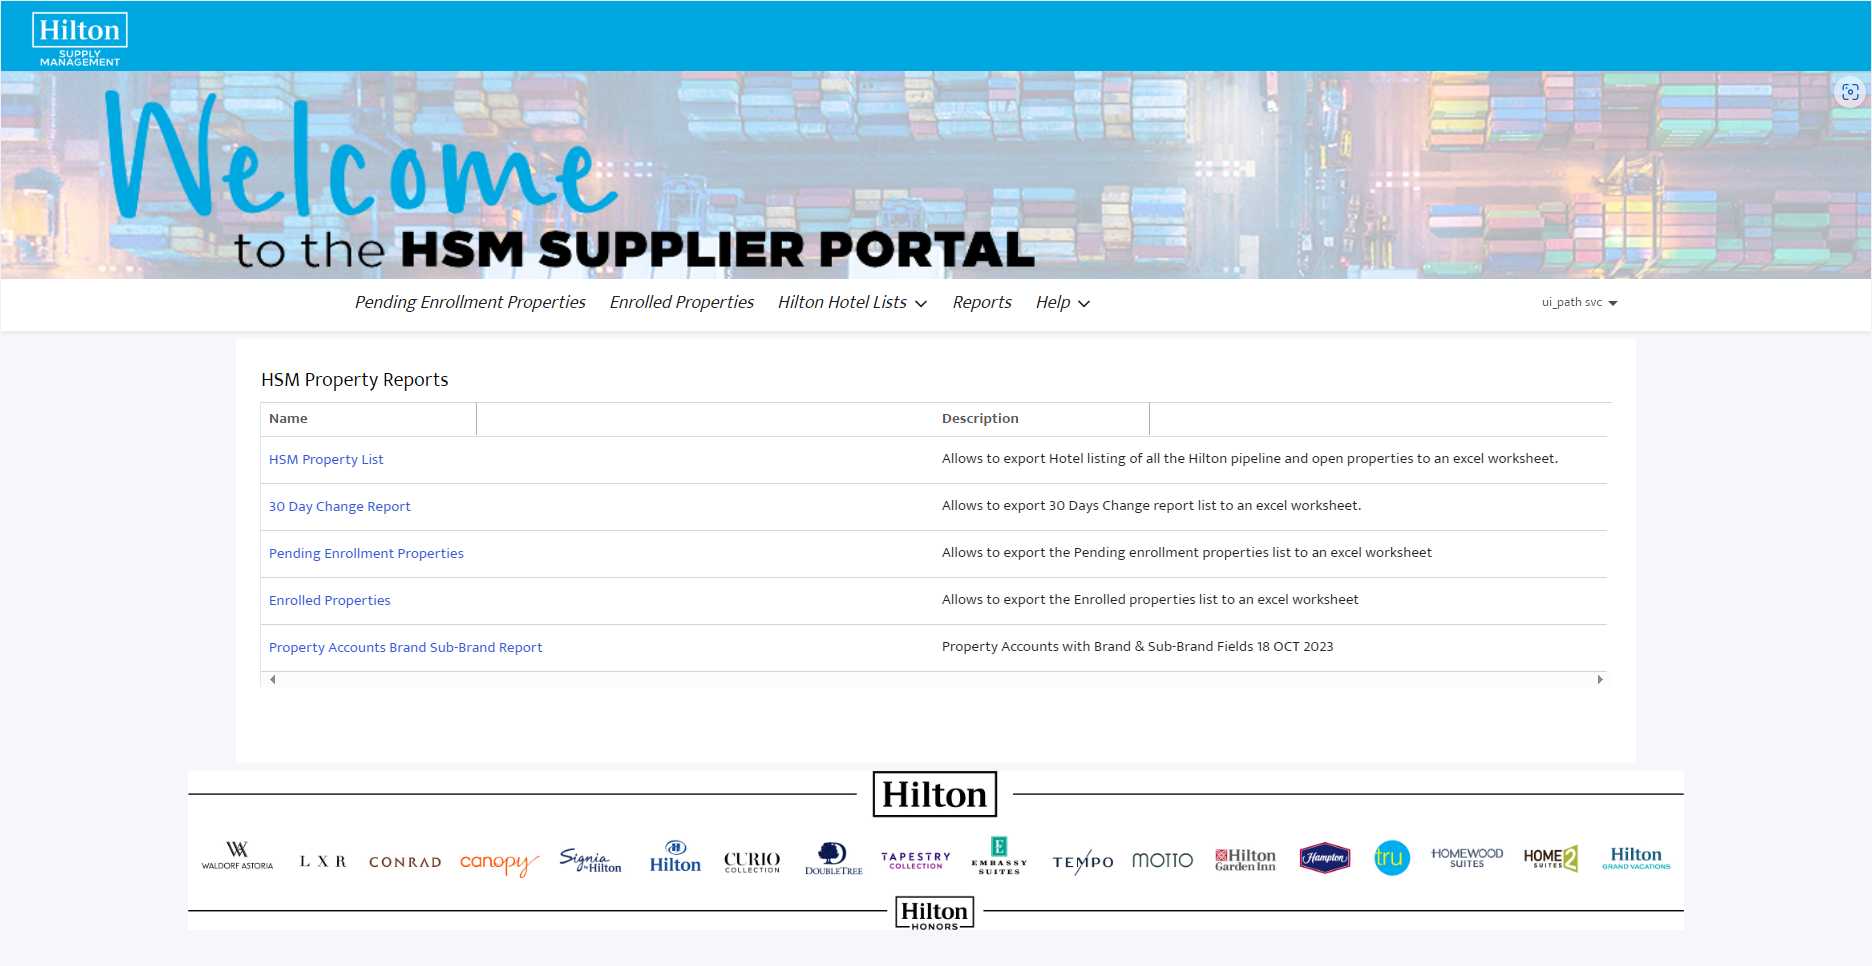 Hilton
SUPPLY
MANAGEMENT
Welcome
to the HSM SUPPLIER PORTAL
Pending Enrollment Properties Enrolled Properties Hilton Hotel Lists Reports Help ui_path svc
HSM Property Reports
Name Description
HSM Property List Allows to export Hotel listing of all the Hilton pipeline and open properties to an excel worksheet.
30 Day Change Report Allows to export 30 Days Change report list to an excel worksheet.
Pending Enrollment Properties Allows to export the Pending enrollment properties list to an excel worksheet
Enrolled Properties Allows to export the Enrolled properties list to an excel worksheet
Property Accounts Brand Sub-Brand Report Property Accounts with Brand & Sub-Brand Fields 18 OCT 2023
Hilton
WALDORF ASTORIA
LXR
CONRAD
canopy
Signia
by Hilton
H
Hilton
CURIO
COLLECTION
DOUBLETREE
TAPESTRY
COLLECTION
E
EMBASSY
SUITES
TEMPO
MOTTO
Hilton
Garden Inn
Hampton
tru
HOMEWOOD
SUITES
HOME2
SUITES
Hilton
GRAND VACATIONS
Hilton
HONORS